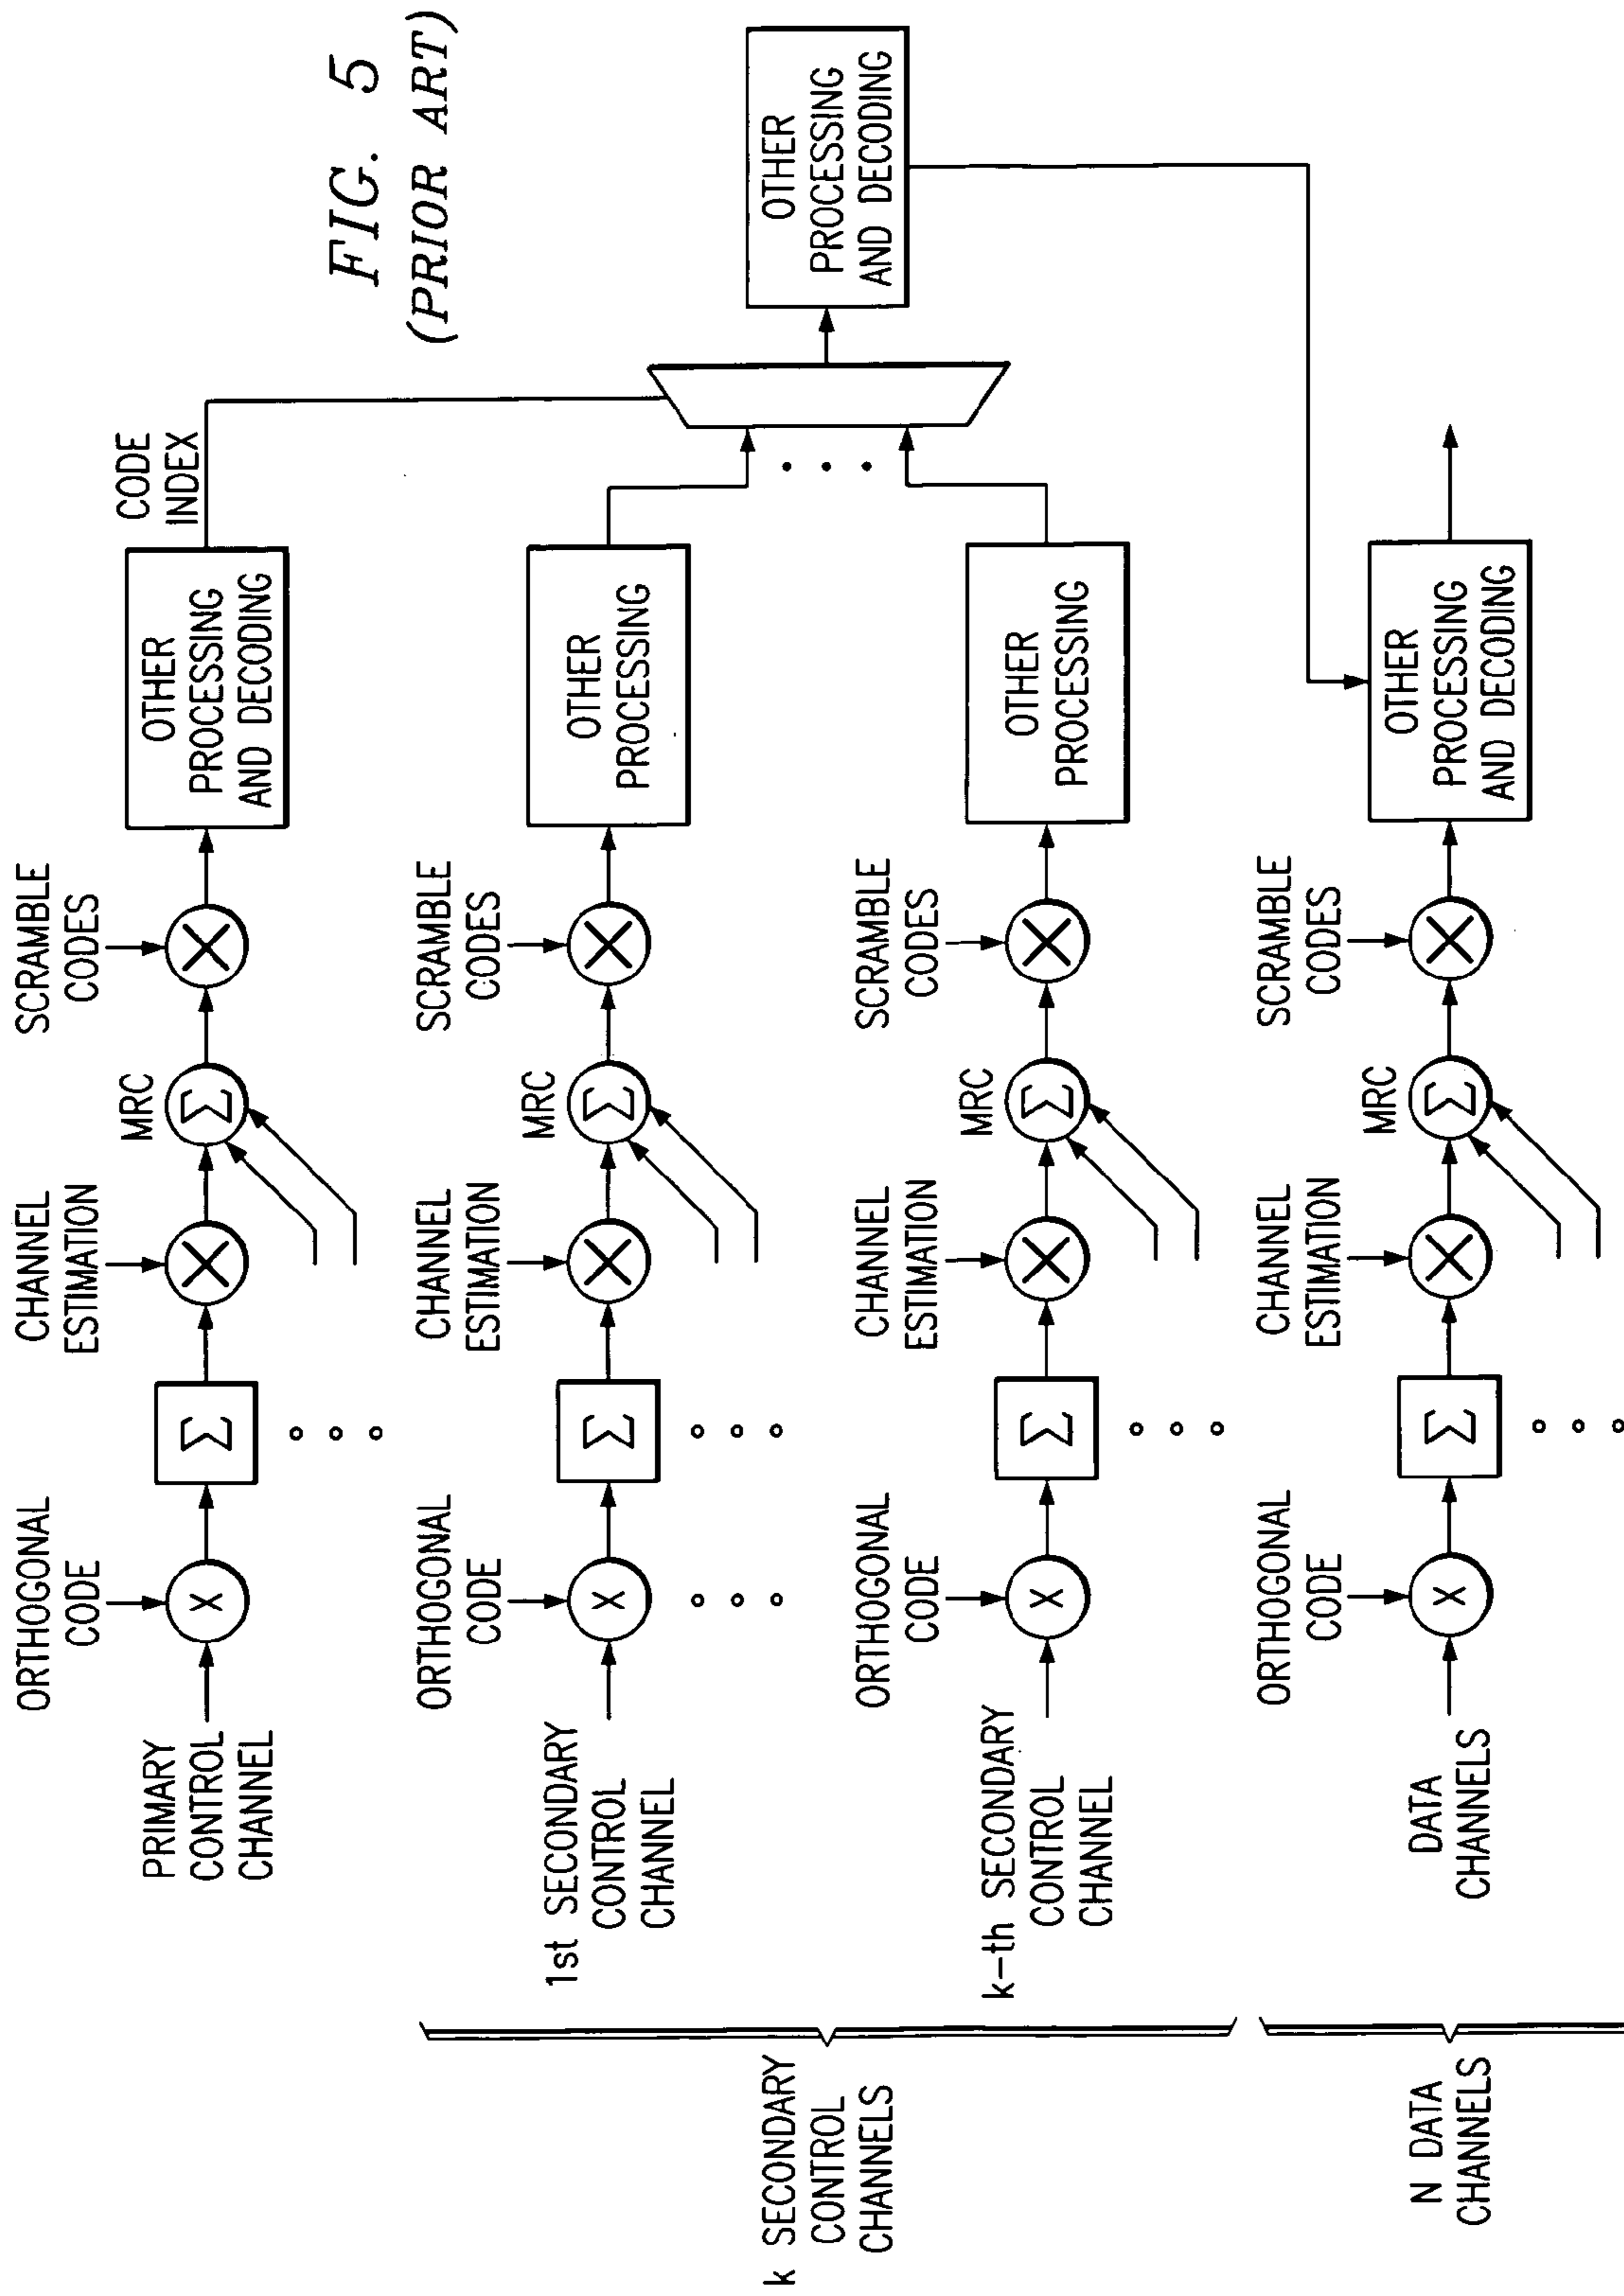 FIG. 5
(PRIOR ART)
ORTHOGONAL
CODE
CHANNEL
ESTIMATION
MRC
SCRAMBLE
CODES
CODE
INDEX
PRIMARY
CONTROL
CHANNEL
X
Σ
Σ
OTHER
PROCESSING
AND DECODING
ORTHOGONAL
CODE
CHANNEL
ESTIMATION
MRC
SCRAMBLE
CODES
1st SECONDARY
CONTROL
CHANNEL
X
Σ
Σ
OTHER
PROCESSING
OTHER
PROCESSING
AND DECODING
k SECONDARY
CONTROL
CHANNELS
ORTHOGONAL
CODE
CHANNEL
ESTIMATION
MRC
SCRAMBLE
CODES
k-th SECONDARY
CONTROL
CHANNEL
X
Σ
Σ
OTHER
PROCESSING
ORTHOGONAL
CODE
CHANNEL
ESTIMATION
MRC
SCRAMBLE
CODES
N DATA
CHANNELS
DATA
CHANNELS
X
Σ
Σ
OTHER
PROCESSING
AND DECODING